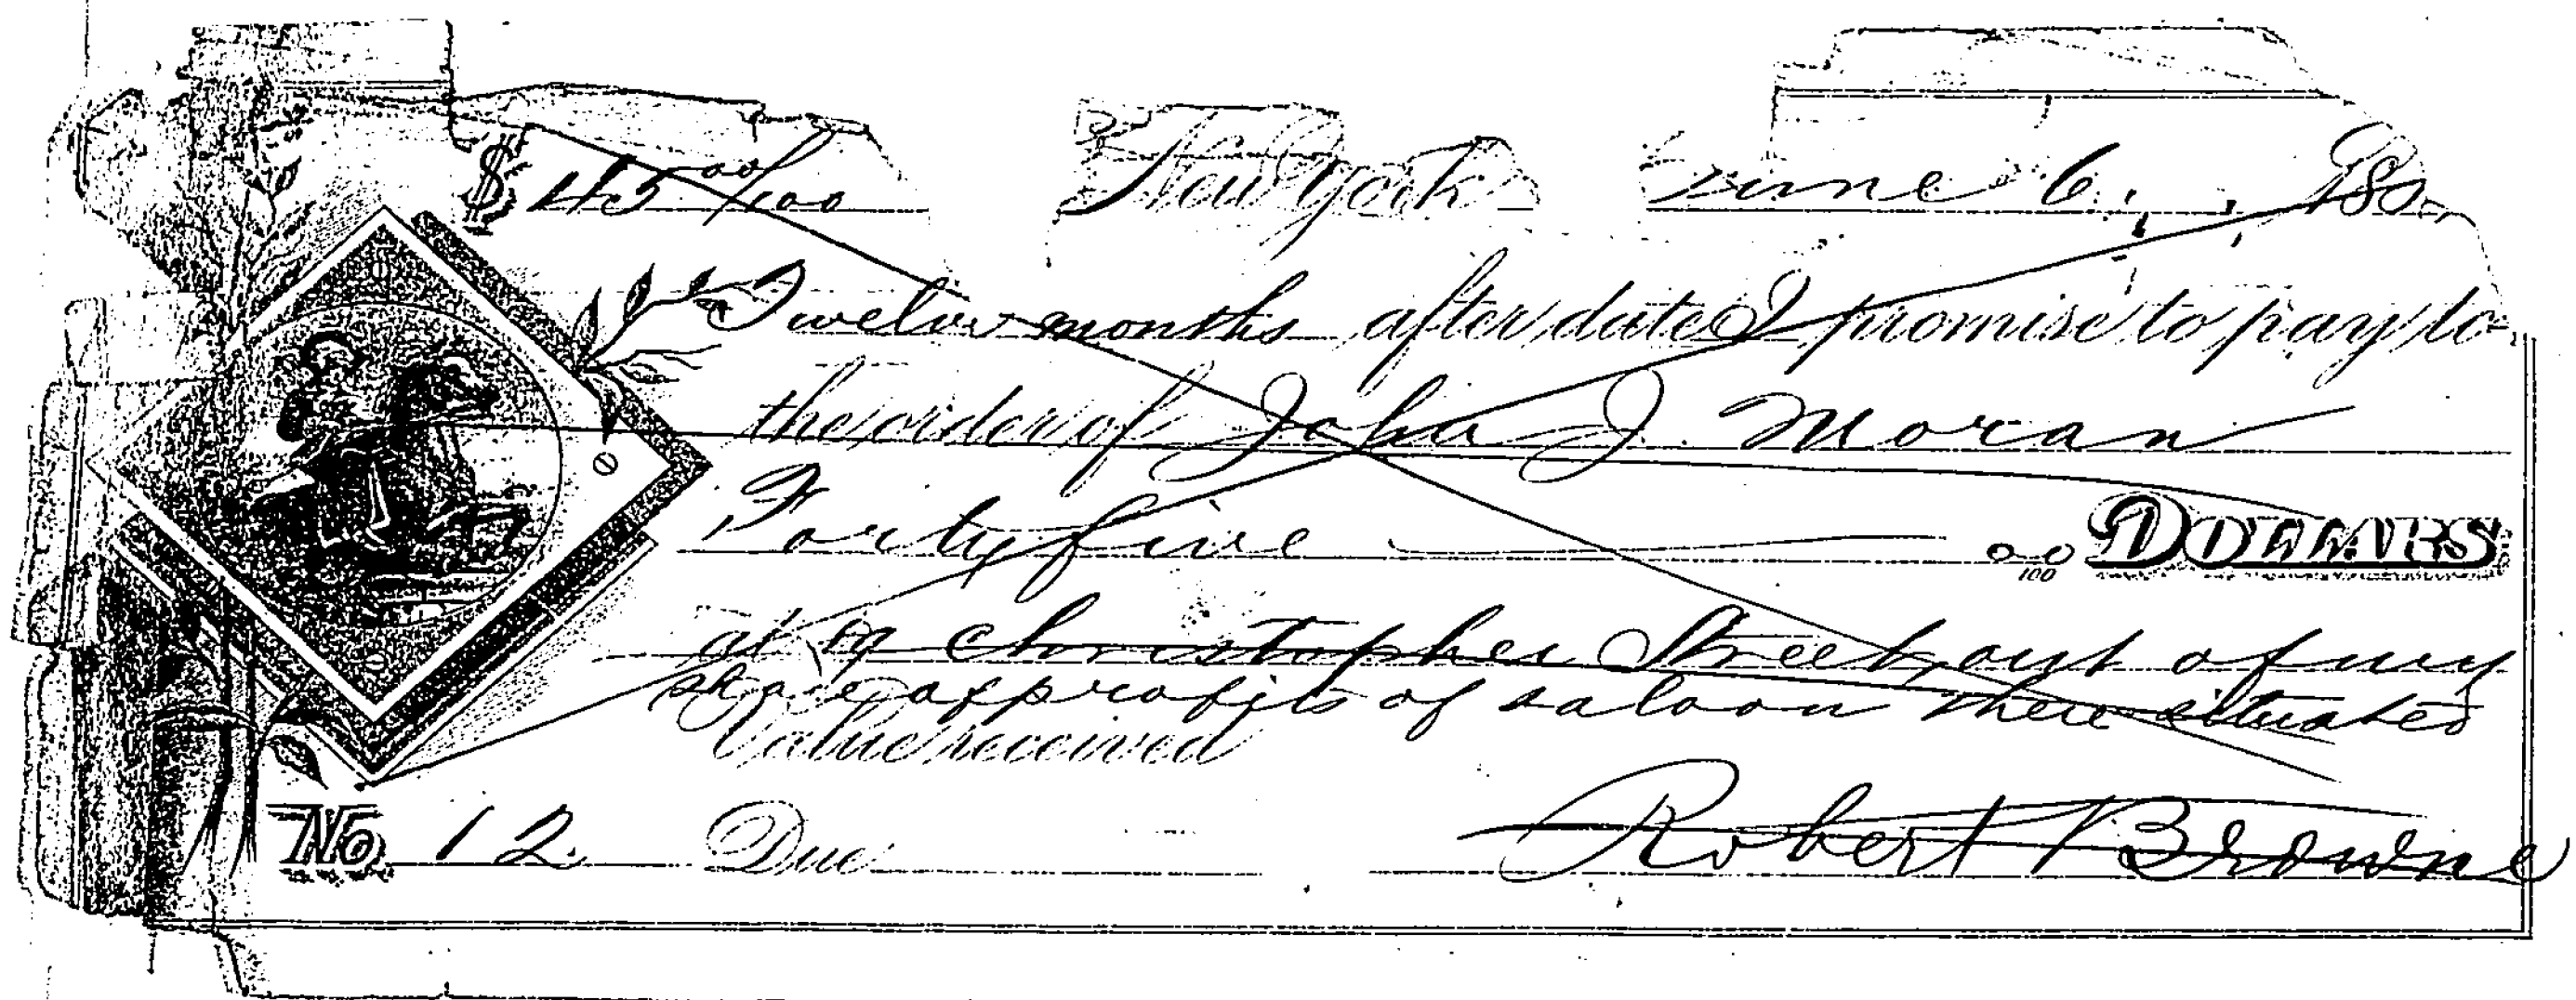 $ 45 00/100 New York June 6, 188
Twelve months after date I promise to pay to
the order of John J. Moran
Forty five 00/100 DOLLARS
at Christopher Street, out of my
share of profits of saloon there situated
Value received
No. 12. Due Robert Browne